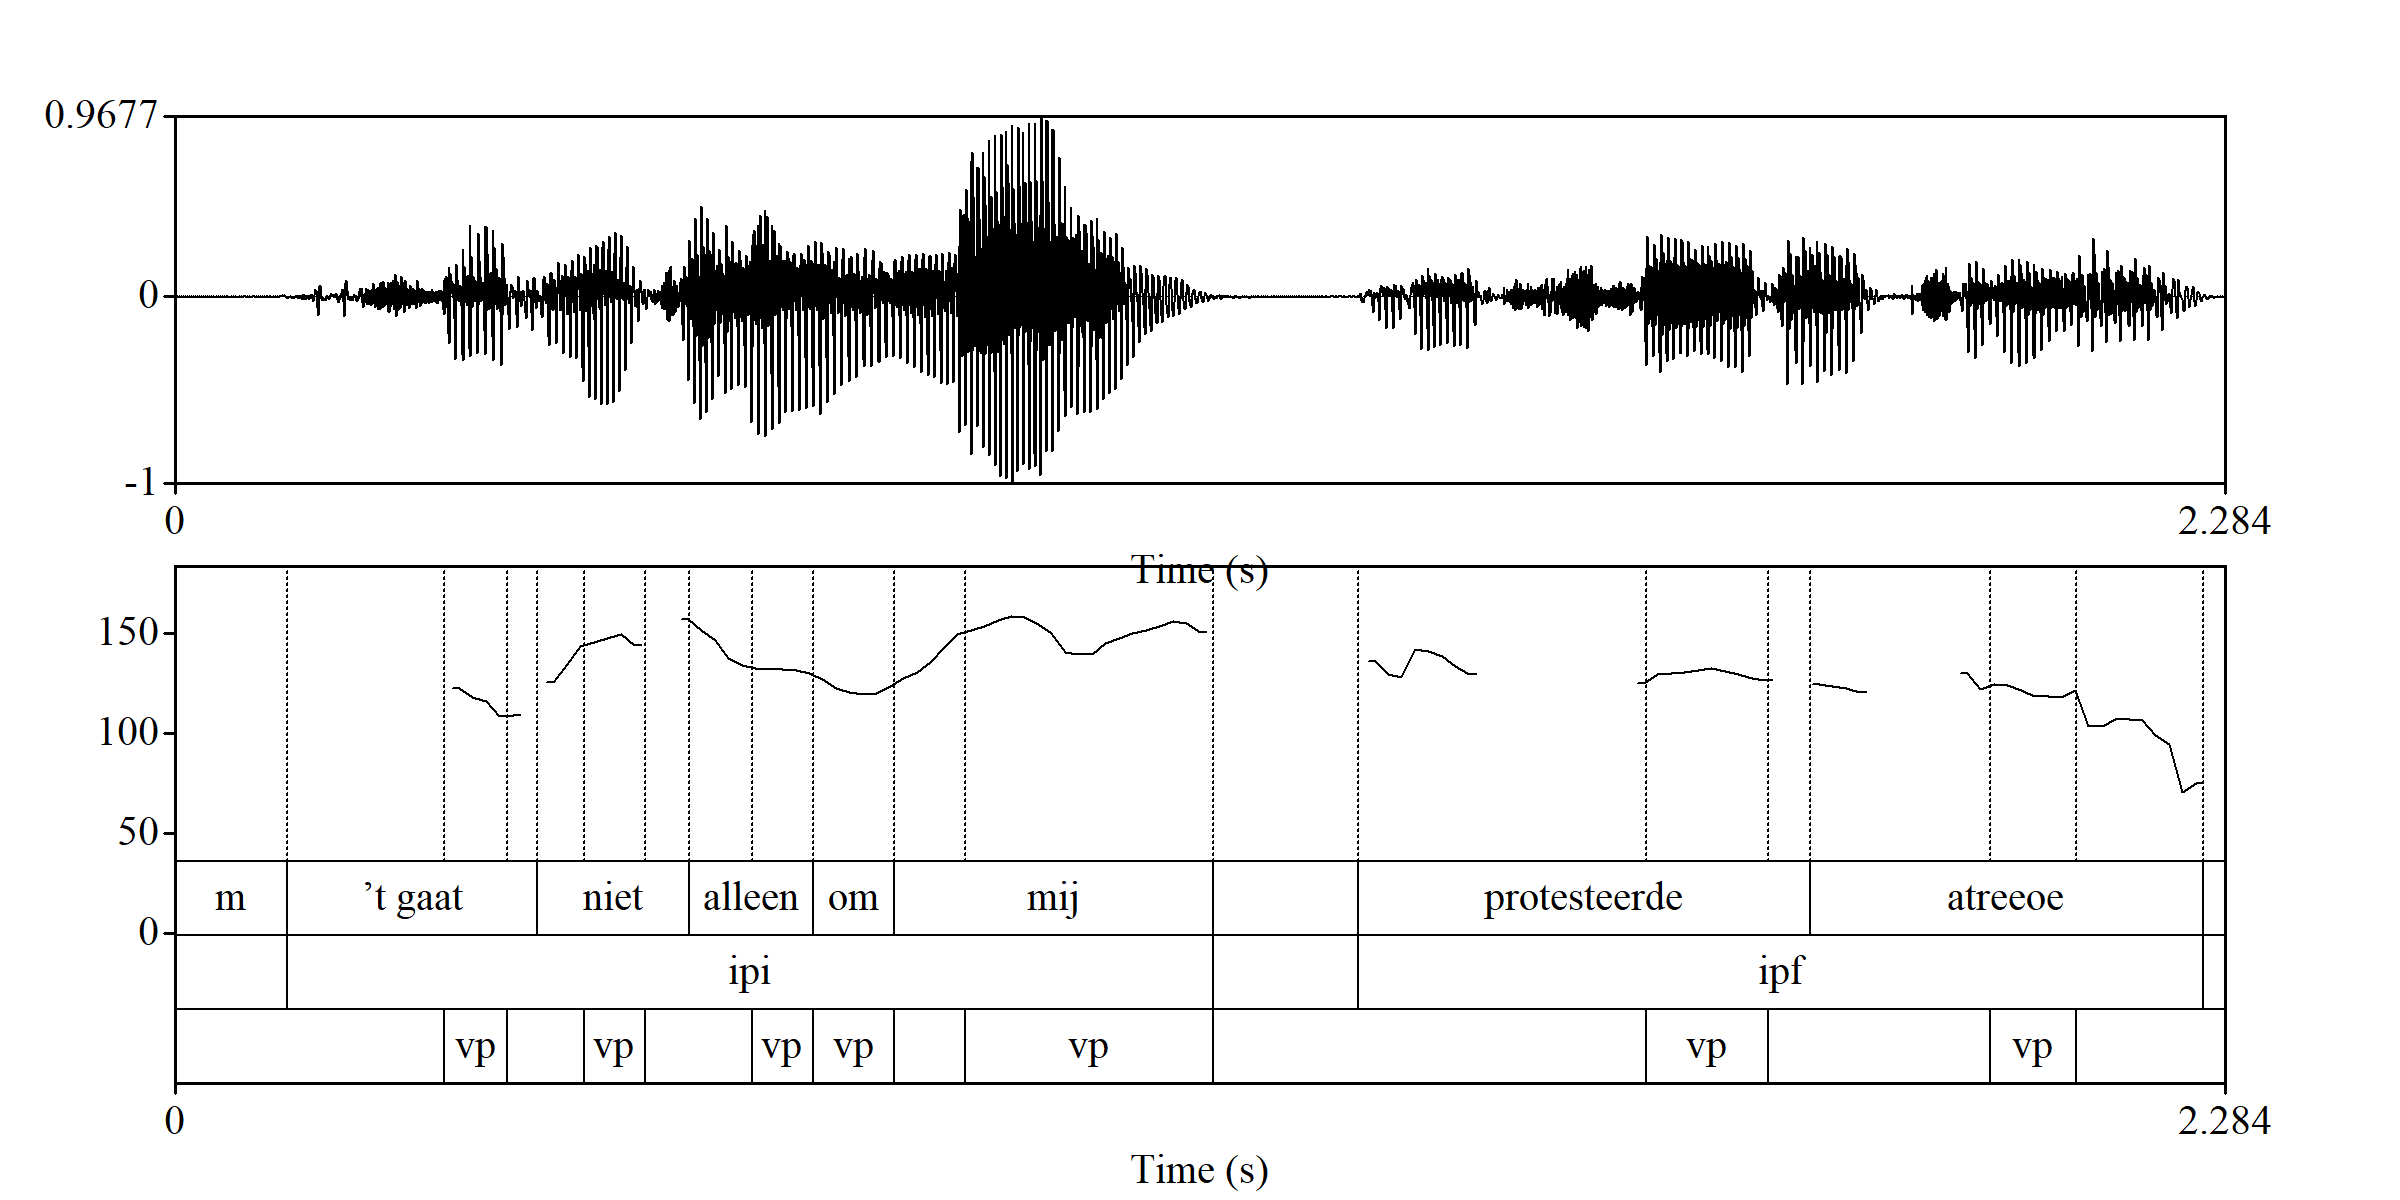 0.9677
0
-1
0 2.284
Time (s)
150
100
50
0
m ’t gaat niet alleen om mij protesteerde atreeoe
ipi ipf
vp vp vp vp vp vp vp
0 2.284
Time (s)